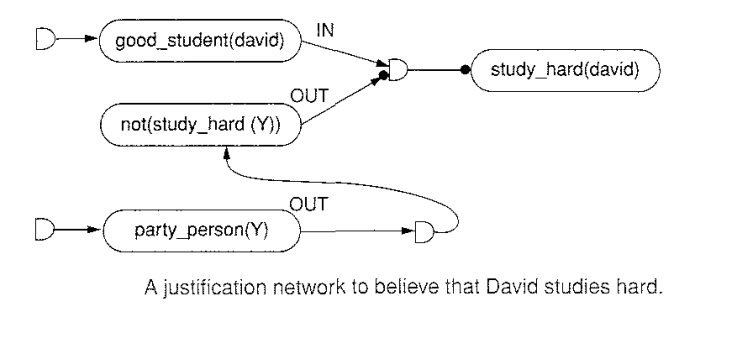 good_student(david)
IN
study_hard(david)
OUT
not(study_hard (Y))
OUT
party_person(Y)
A justification network to believe that David studies hard.